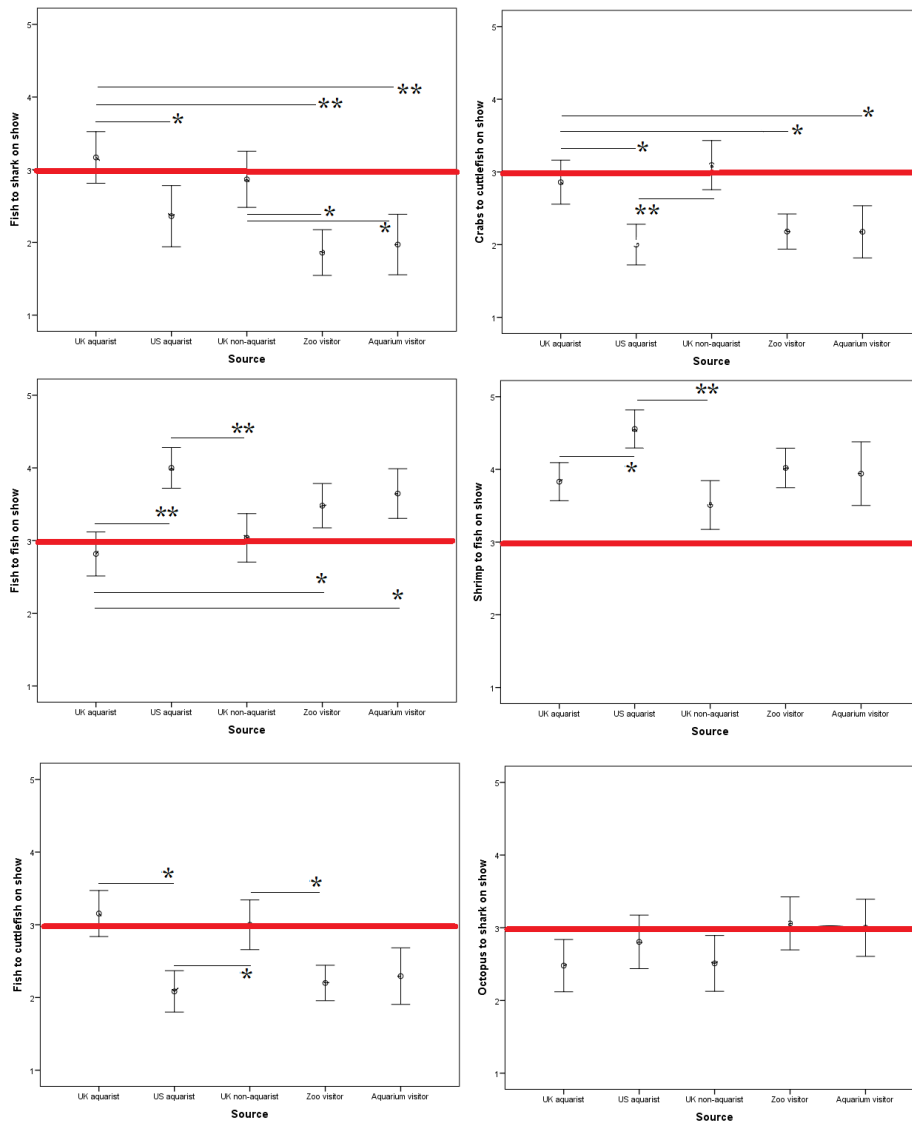 Fish to shark on show
5
4
3
2
1
**
**
*
*
*
UK aquarist US aquarist UK non-aquarist Zoo visitor Aquarium visitor
Source
Crabs to cuttlefish on show
5
4
3
2
1
*
*
*
**
UK aquarist US aquarist UK non-aquarist Zoo visitor Aquarium visitor
Source
Fish to fish on show
5
4
3
2
1
**
**
*
*
UK aquarist US aquarist UK non-aquarist Zoo visitor Aquarium visitor
Source
Shrimp to fish on show
5
4
3
2
1
**
*
UK aquarist US aquarist UK non-aquarist Zoo visitor Aquarium visitor
Source
Fish to cuttlefish on show
5
4
3
2
1
*
*
*
UK aquarist US aquarist UK non-aquarist Zoo visitor Aquarium visitor
Source
Octopus to shark on show
5
4
3
2
1
UK aquarist US aquarist UK non-aquarist Zoo visitor Aquarium visitor
Source